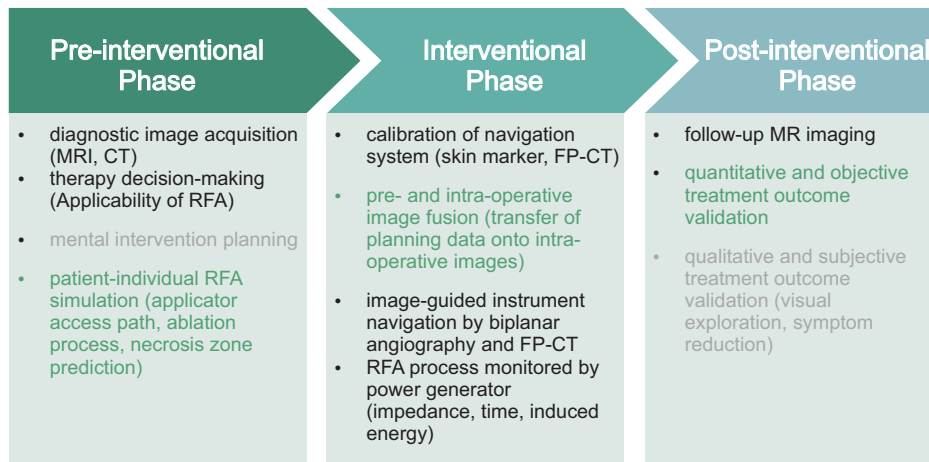 Pre-interventional
Phase
Interventional
Phase
Post-interventional
Phase
• diagnostic image acquisition
(MRI, CT)
• therapy decision-making
(Applicability of RFA)
• mental intervention planning
• patient-individual RFA
simulation (applicator
access path, ablation
process, necrosis zone
prediction)
• calibration of navigation
system (skin marker, FP-CT)
• pre- and intra-operative
image fusion (transfer of
planning data onto intra-
operative images)
• image-guided instrument
navigation by biplanar
angiography and FP-CT
• RFA process monitored by
power generator
(impedance, time, induced
energy)
• follow-up MR imaging
• quantitative and objective
treatment outcome
validation
• qualitative and subjective
treatment outcome
validation (visual
exploration, symptom
reduction)